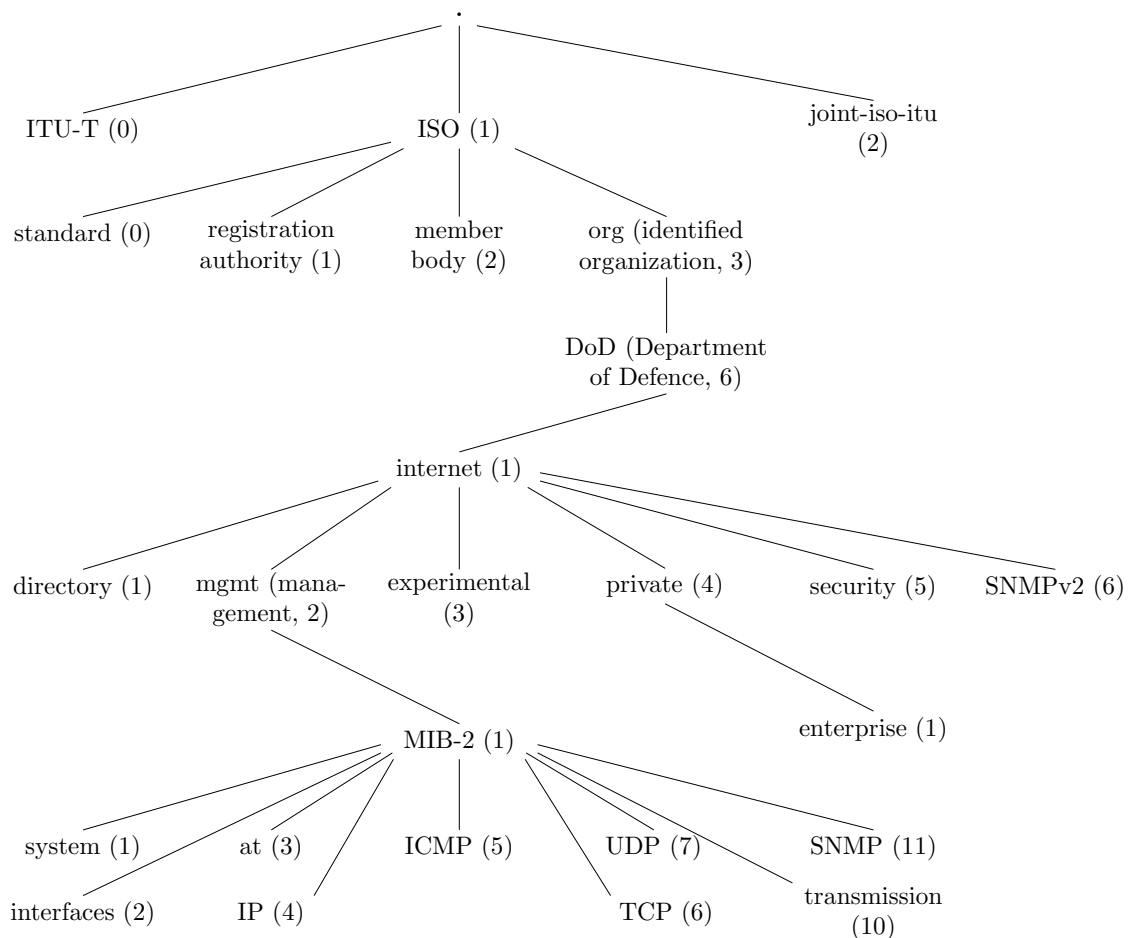 .
ITU-T (0)
ISO (1)
joint-iso-itu
(2)
standard (0)
registration
authority (1)
member
body (2)
org (identified
organization, 3)
DoD (Department
of Defence, 6)
internet (1)
directory (1)
mgmt (mana-
gement, 2)
experimental
(3)
private (4)
security (5)
SNMPv2 (6)
enterprise (1)
MIB-2 (1)
system (1)
at (3)
ICMP (5)
UDP (7)
SNMP (11)
interfaces (2)
IP (4)
TCP (6)
transmission
(10)